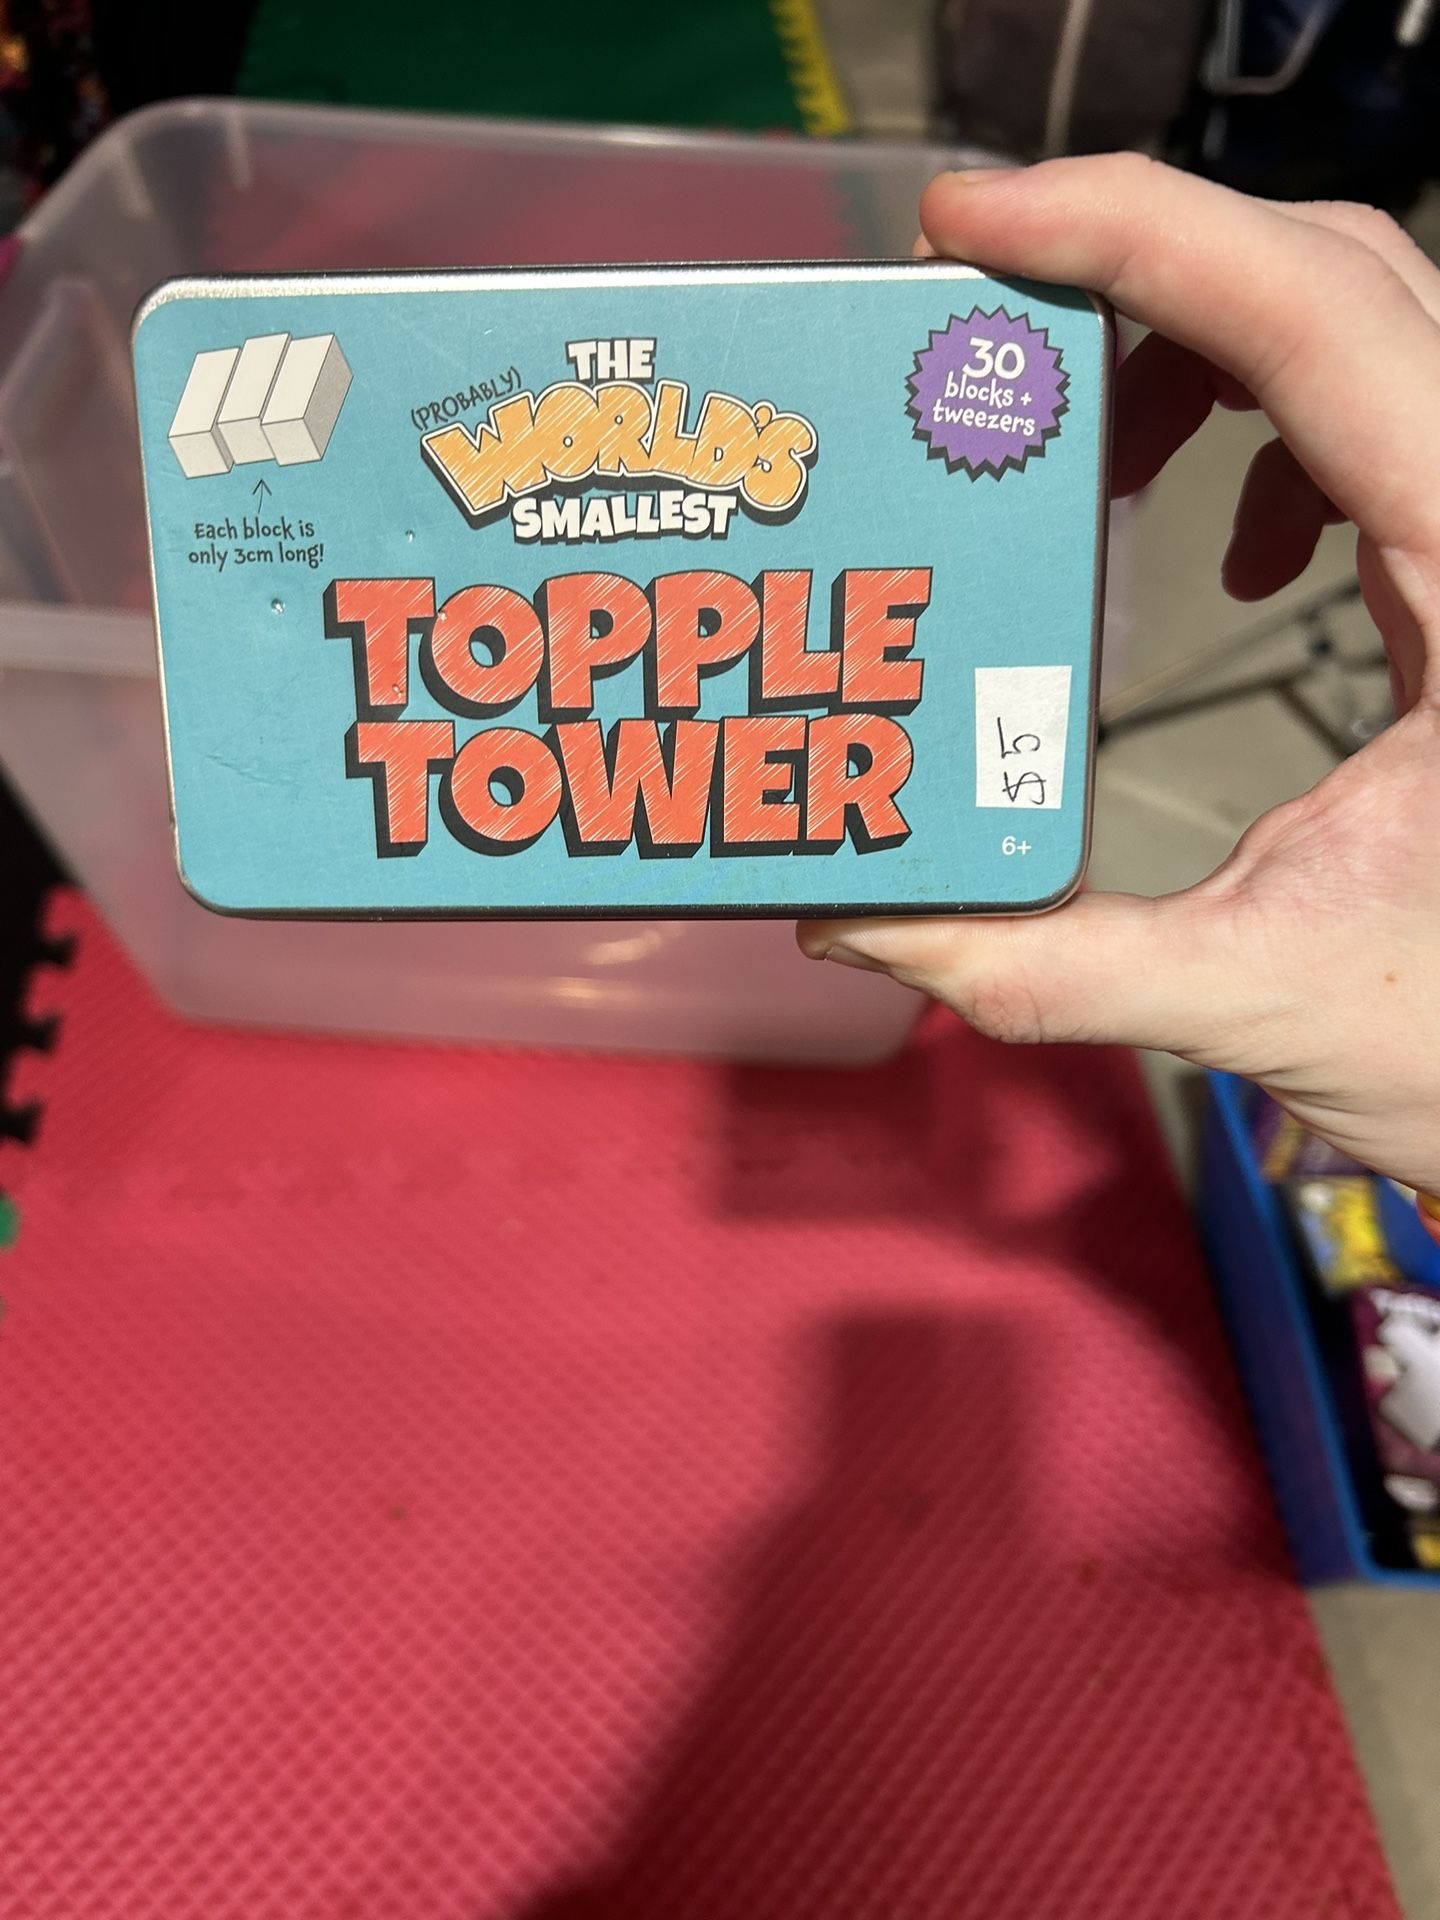 THE
(PROBABLY)
WORLD'S
SMALLEST
TOPPLE
TOWER
30
blocks +
tweezers
Each block is
only 3cm long!
$5
6+